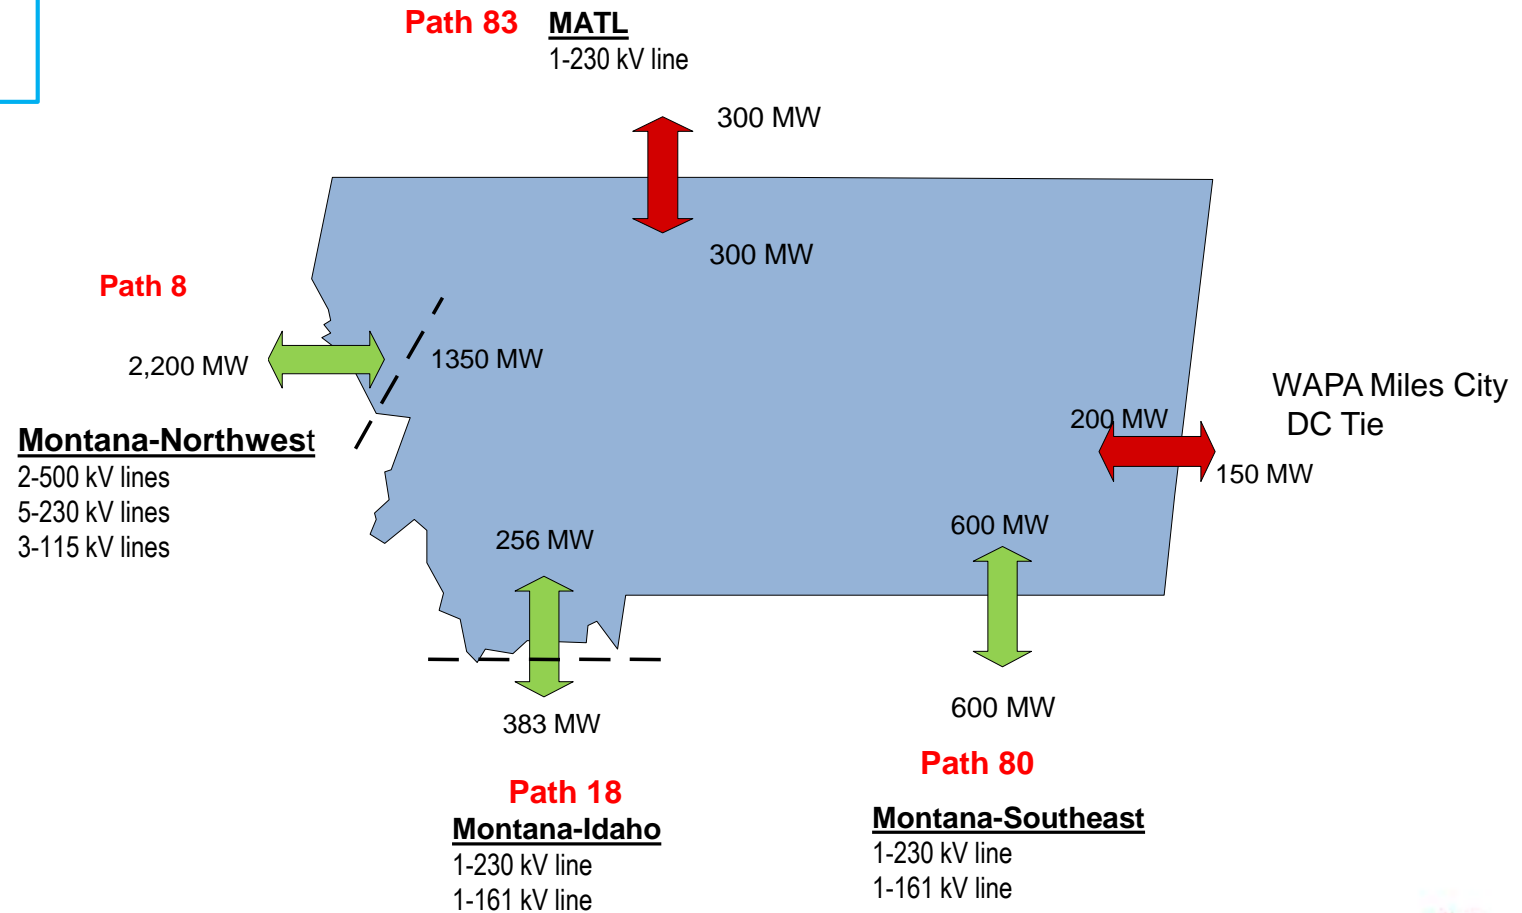 Path 83 MATL
1-230 kV line
300 MW
300 MW
Path 8
2,200 MW
1350 MW
Montana-Northwest
2-500 kV lines
5-230 kV lines
3-115 kV lines
WAPA Miles City
DC Tie
200 MW
150 MW
256 MW
383 MW
Path 18
Montana-Idaho
1-230 kV line
1-161 kV line
600 MW
600 MW
Path 80
Montana-Southeast
1-230 kV line
1-161 kV line